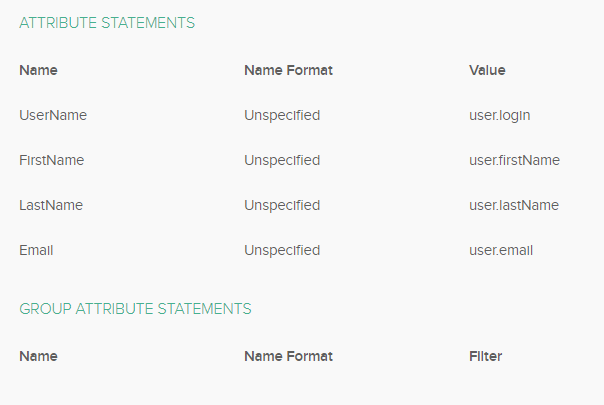 ATTRIBUTE STATEMENTS
Name Name Format Value
UserName Unspecified user.login
FirstName Unspecified user.firstName
LastName Unspecified user.lastName
Email Unspecified user.email
GROUP ATTRIBUTE STATEMENTS
Name Name Format Filter